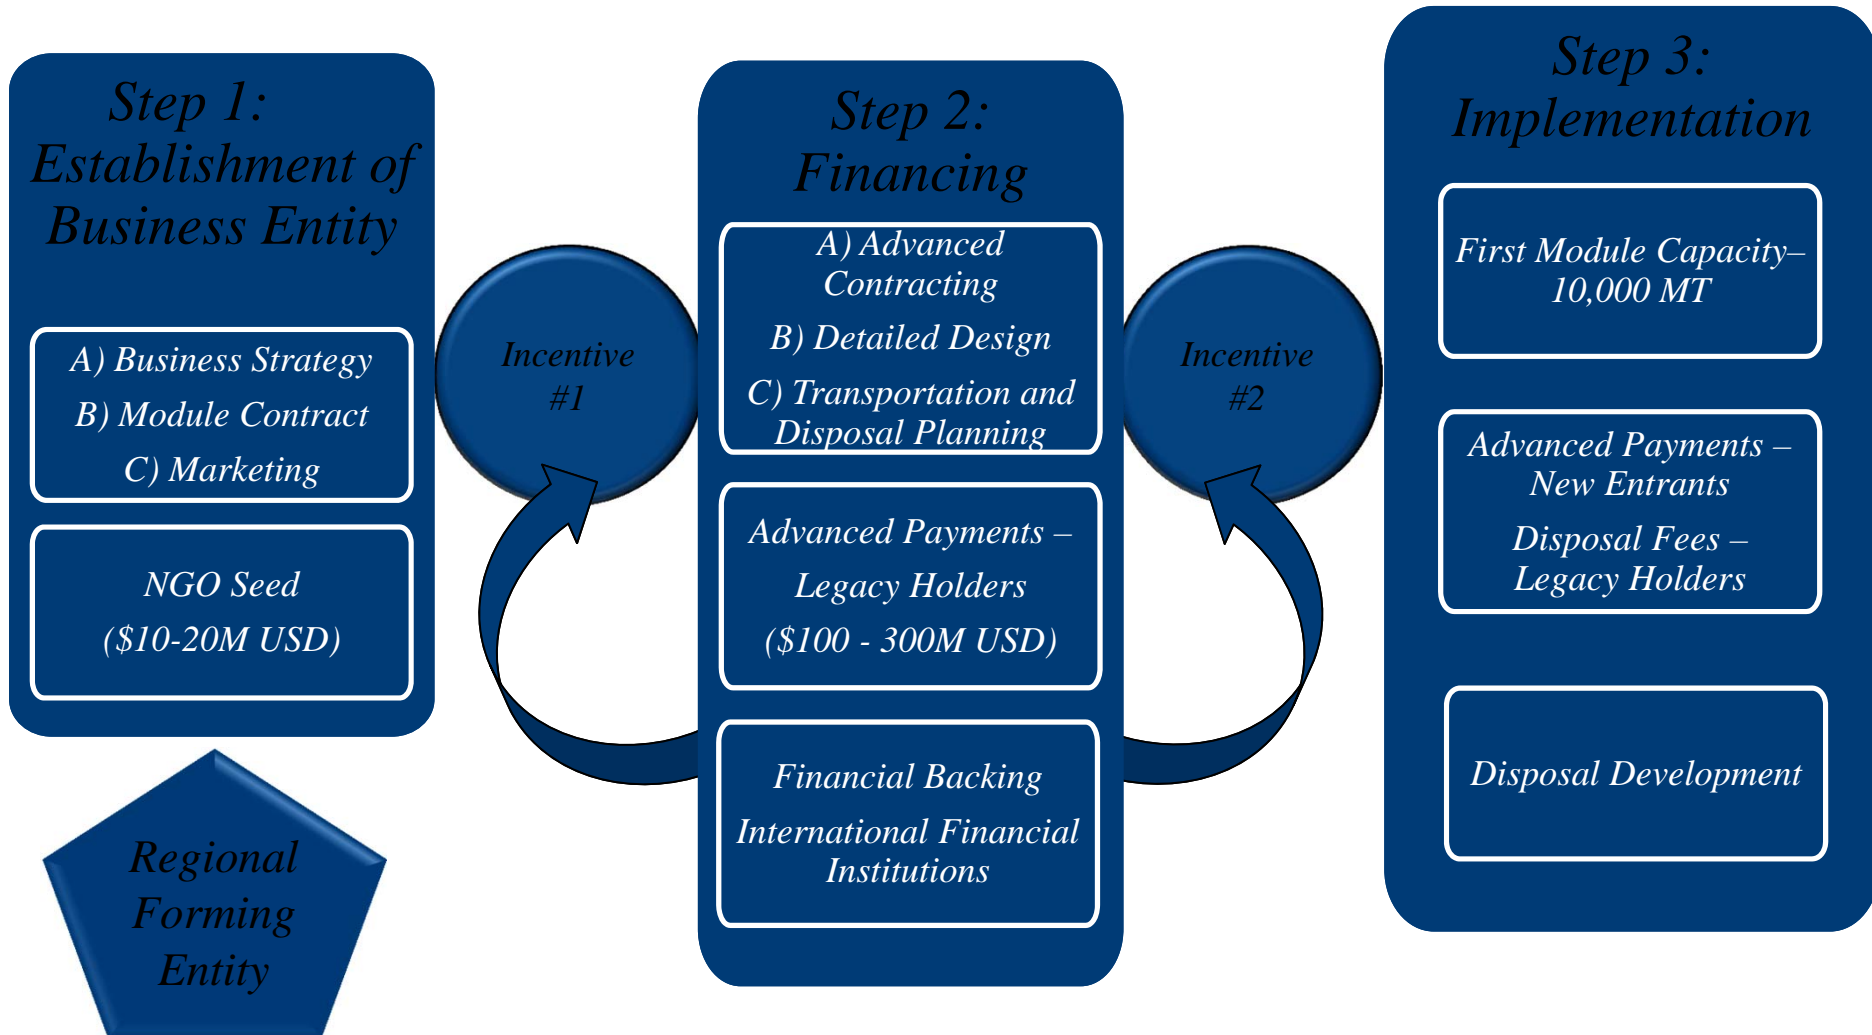 Step 1:
Establishment of
Business Entity
A) Business Strategy
B) Module Contract
C) Marketing
NGO Seed
($10-20M USD)
Regional
Forming
Entity
Incentive
#1
Step 2:
Financing
A) Advanced
Contracting
B) Detailed Design
C) Transportation and
Disposal Planning
Advanced Payments –
Legacy Holders
($100 - 300M USD)
Financial Backing
International Financial
Institutions
Incentive
#2
Step 3:
Implementation
First Module Capacity–
10,000 MT
Advanced Payments –
New Entrants
Disposal Fees –
Legacy Holders
Disposal Development